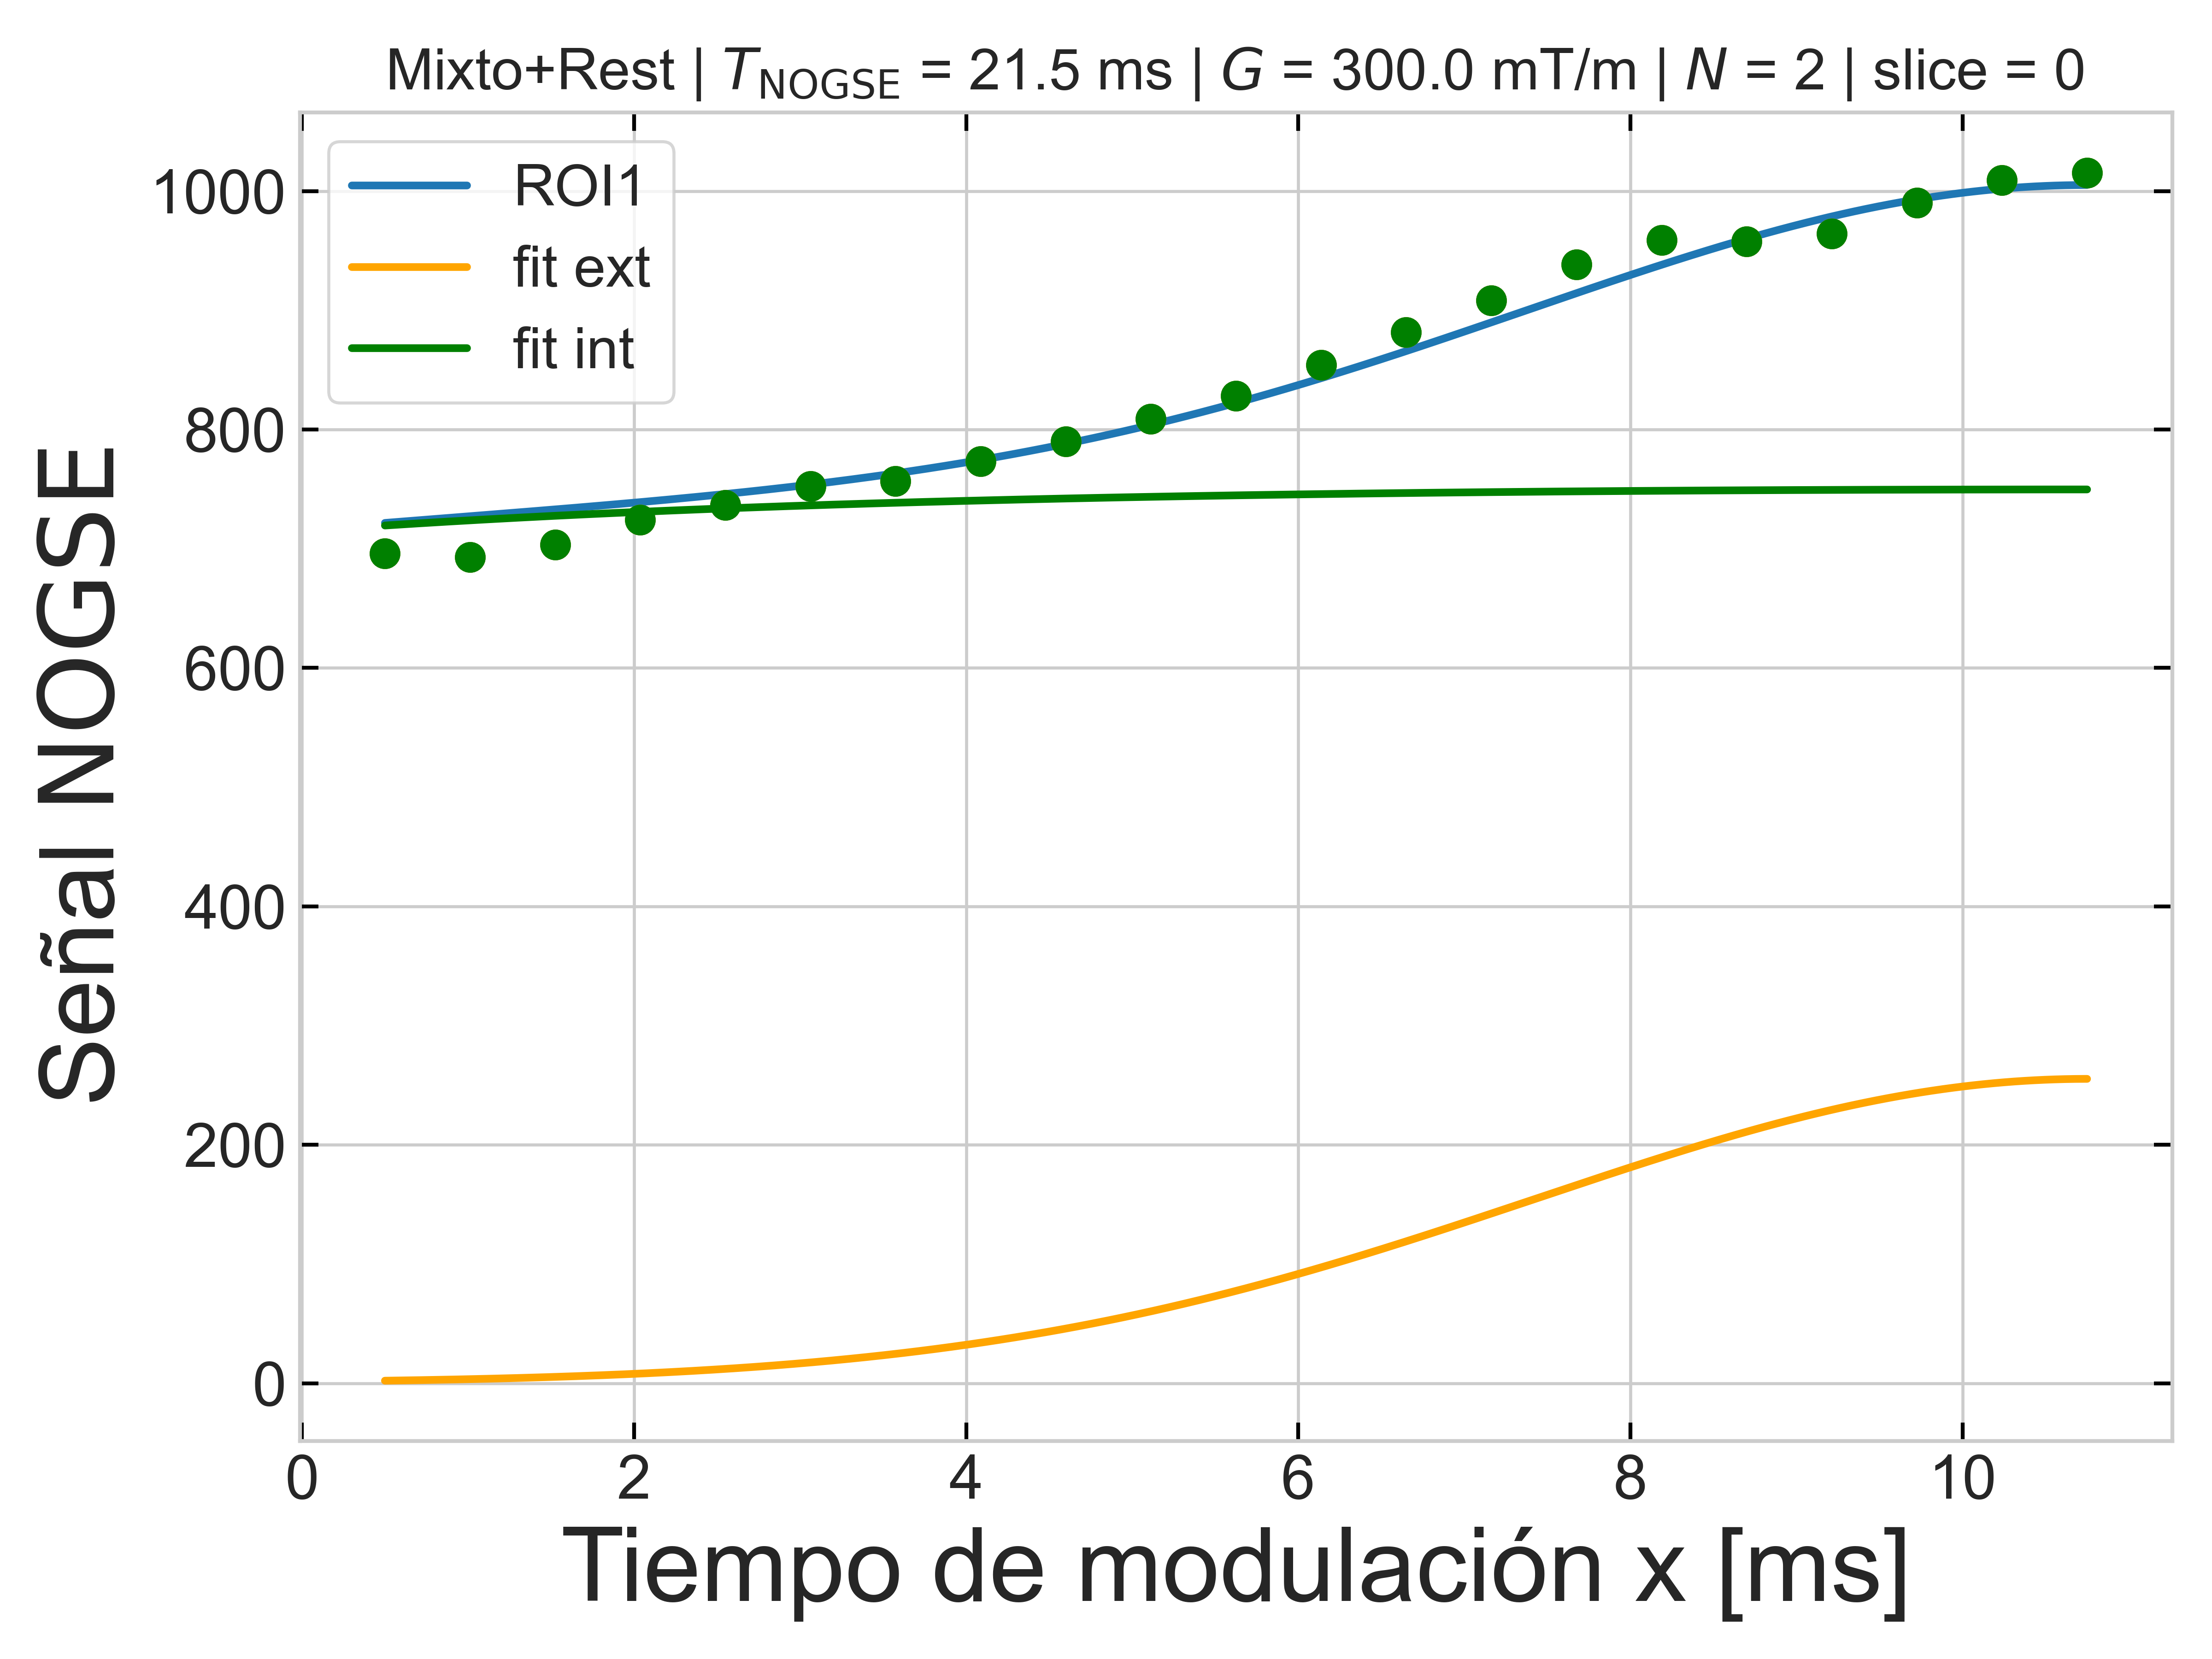 Mixto+Rest | T_NOGSE = 21.5 ms | G = 300.0 mT/m | N = 2 | slice = 0
ROI1
fit ext
fit int
Señal NOGSE
1000
800
600
400
200
0
0 2 4 6 8 10
Tiempo de modulación x [ms]